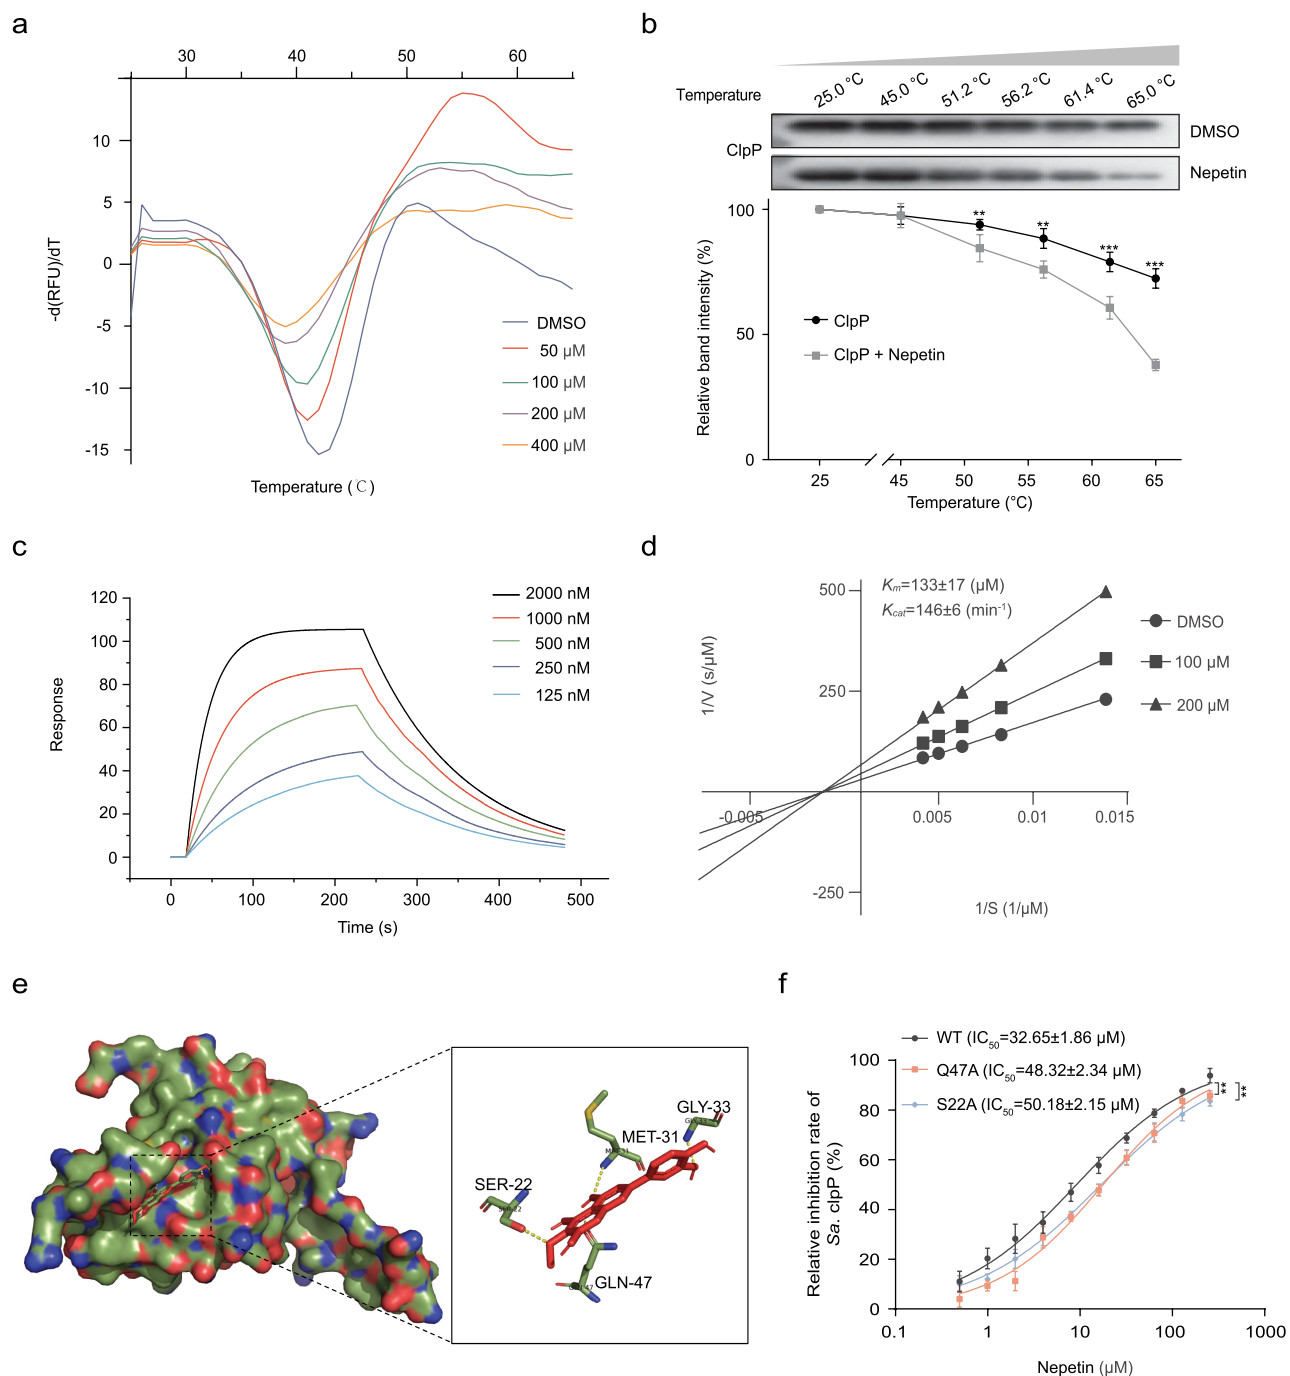 a
30 40 50 60
10
5
0
-5
-10
-15
-d(RFU)/dT
DMSO
50 µM
100 µM
200 µM
400 µM
Temperature (C)
b
Temperature
25.0 °C 45.0 °C 51.2 °C 56.2 °C 61.4 °C 65.0 °C
ClpP
DMSO
Nepetin
100
50
0
Relative band intensity (%)
** ** *** ***
ClpP
ClpP + Nepetin
25 45 50 55 60 65
Temperature (°C)
c
120
100
80
60
40
20
0
Response
2000 nM
1000 nM
500 nM
250 nM
125 nM
0 100 200 300 400 500
Time (s)
d
Km=133±17 (µM)
Kcat=146±6 (min-1)
500
250
-250
1/V (s/µM)
DMSO
100 µM
200 µM
-0.005 0.005 0.01 0.015
1/S (1/µM)
e
GLY-33
MET-31
SER-22
SER-22
GLN-47
f
WT (IC50=32.65±1.86 µM)
Q47A (IC50=48.32±2.34 µM)
S22A (IC50=50.18±2.15 µM)
100
80
60
40
20
0
Relative inhibition rate of
Sa. clpP (%)
** **
0.1 1 10 100 1000
Nepetin (µM)